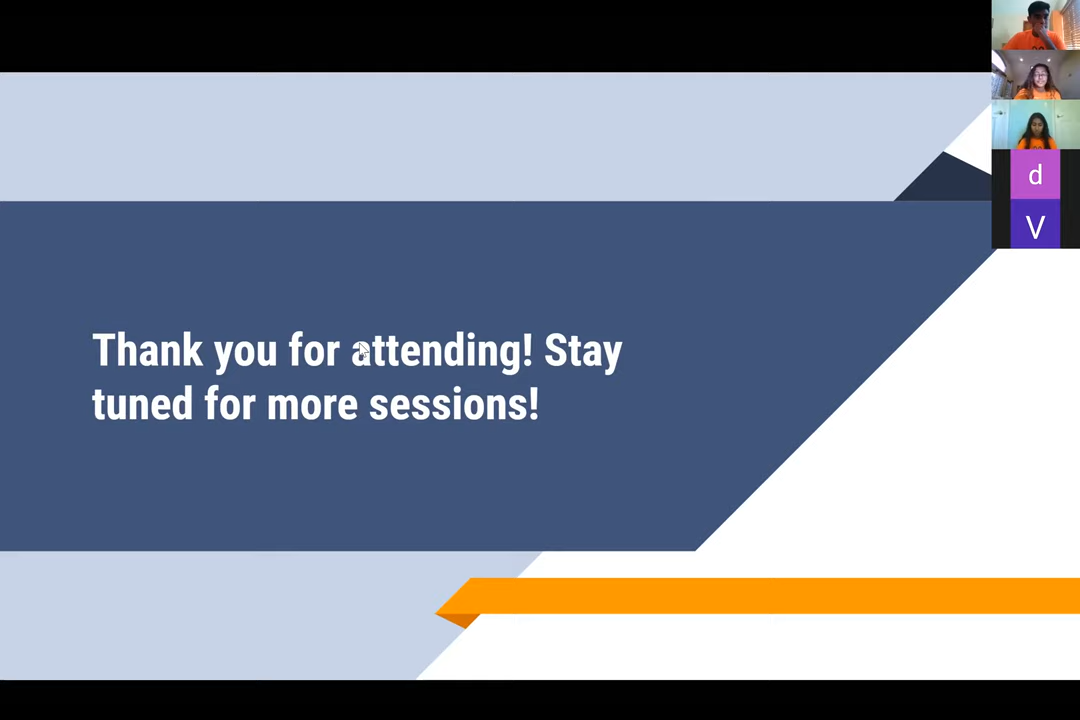 Thank you for attending! Stay
tuned for more sessions!
d
V